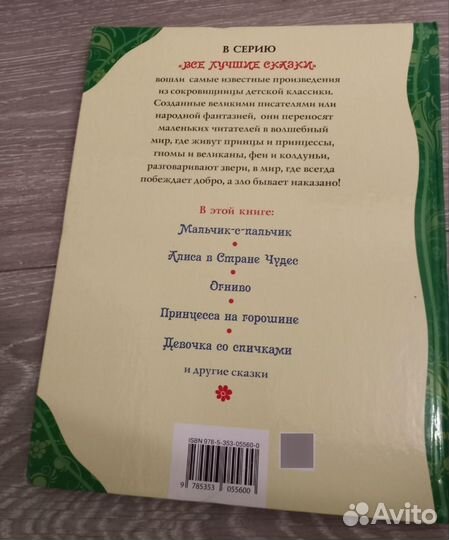 В СЕРИЮ
«ВСЕ ЛУЧШИЕ СКАЗКИ»
вошли самые известные произведения
из сокровищницы детской классики.
Созданные великими писателями или
народной фантазией, они переносят
маленьких читателей в волшебный
мир, где живут принцы и принцессы,
гномы и великаны, феи и колдуньи,
разговаривают звери, в мир, где всегда
побеждает добро, а зло бывает наказано!
В этой книге:
Мальчик-с-пальчик
Алиса в Стране Чудес
Огниво
Принцесса на горошине
Девочка со спичками
и другие сказки
ISBN 978-5-353-05560-0
9 785353 055600
Avito